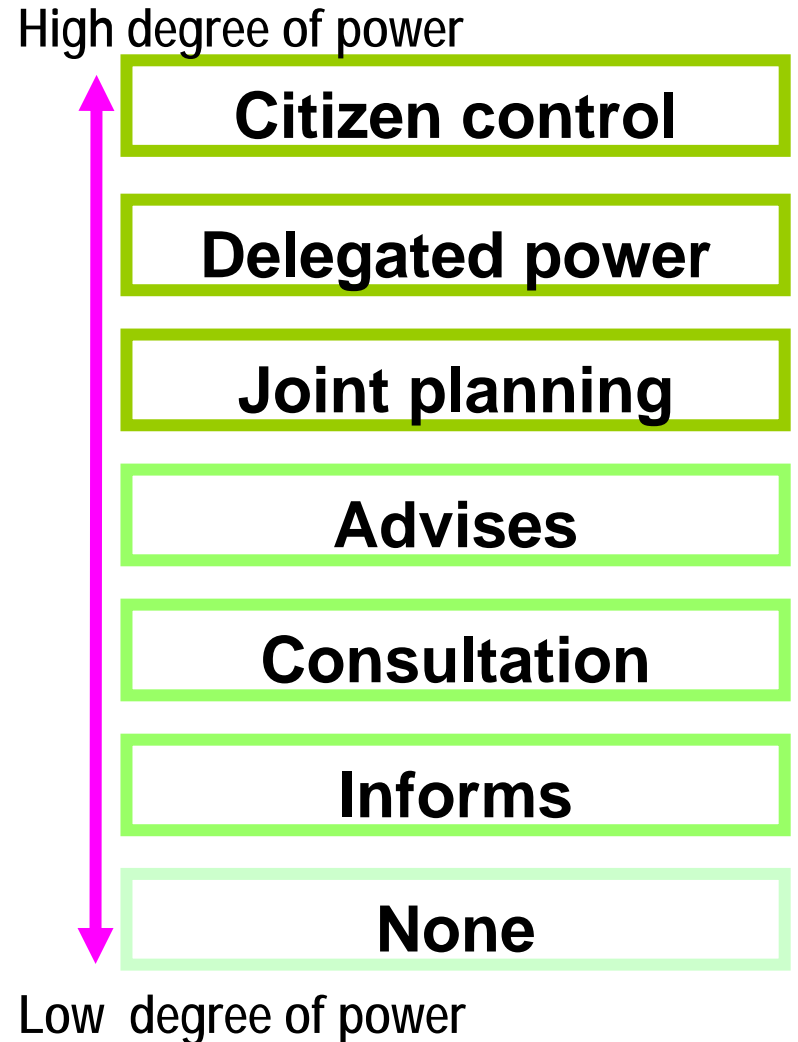 High degree of power
Citizen control
Delegated power
Joint planning
Advises
Consultation
Informs
None
Low degree of power